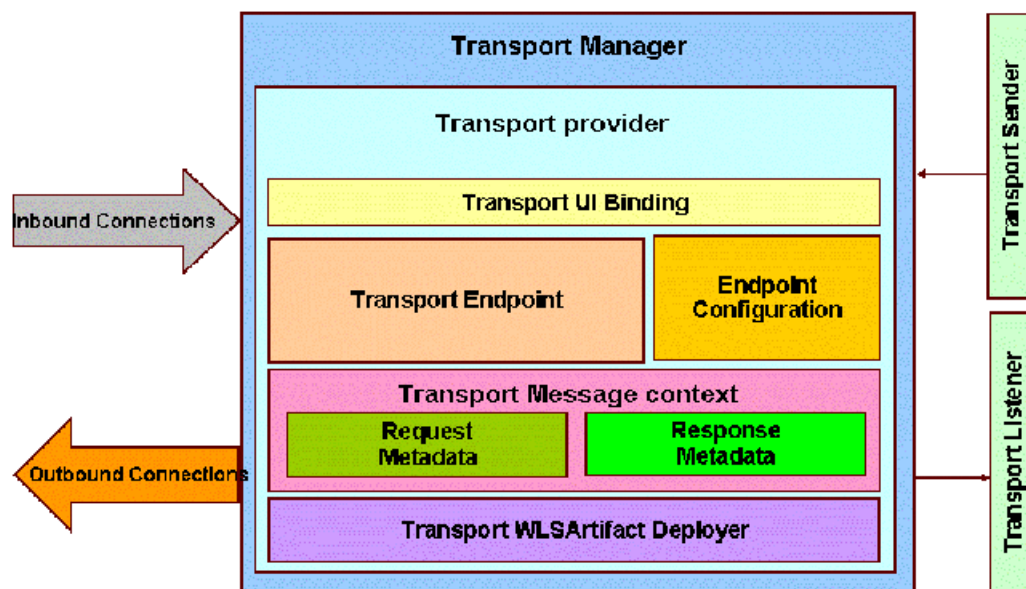 Transport Manager
Transport provider
Transport UI Binding
Inbound Connections
Transport Endpoint
Endpoint
Configuration
Transport Message context
Request
Metadata
Response
Metadata
Outbound Connections
Transport WLSArtifact Deployer
Transport Sender
Transport Listener